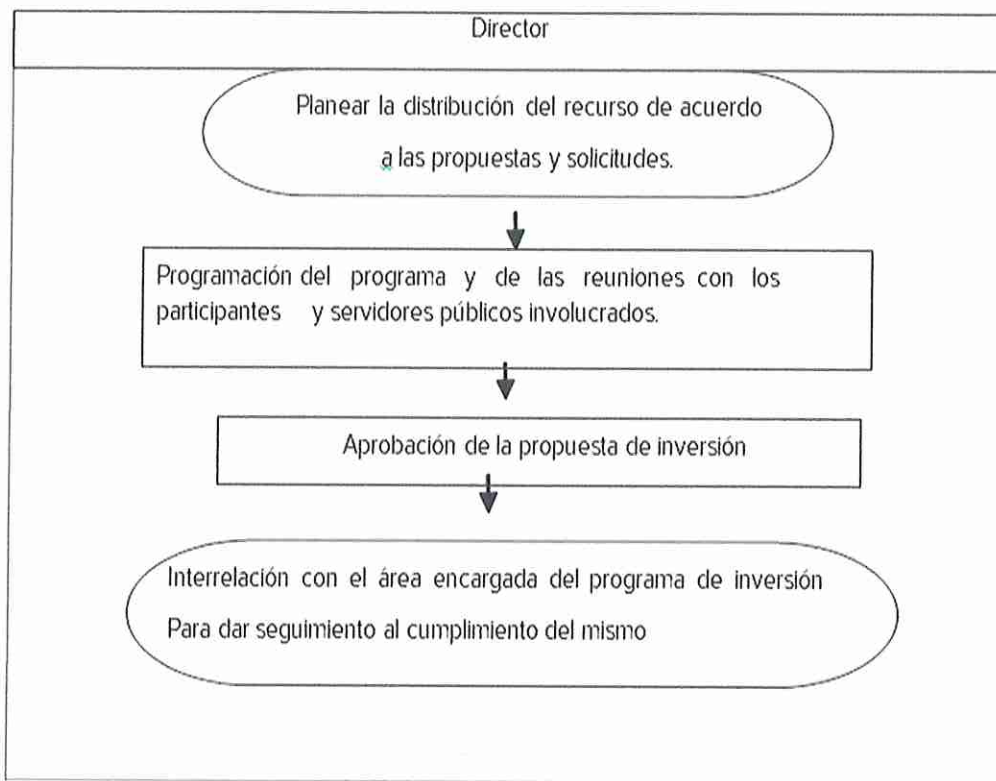 Director
Planear la distribución del recurso de acuerdo
a las propuestas y solicitudes.
Programación del programa y de las reuniones con los
participantes y servidores públicos involucrados.
Aprobación de la propuesta de inversión
Interrelación con el área encargada del programa de inversión
Para dar seguimiento al cumplimiento del mismo